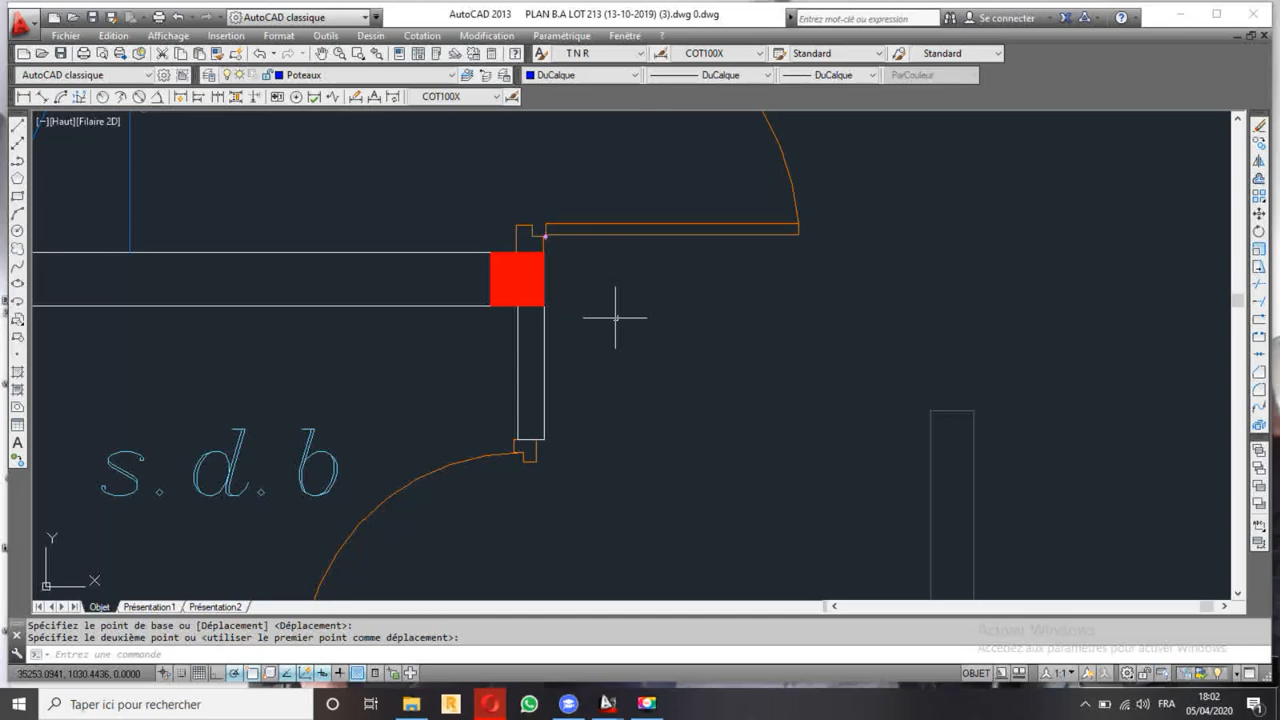 AutoCAD classique
AutoCAD 2013 PLAN B.A LOT 213 (13-10-2019) (3).dwg 0.dwg
Entrez mot-clé ou expression
Se connecter
Fichier Edition Affichage Insertion Format Outils Dessin Cotation Modification Paramétrique Fenêtre
T N R
COT100X
Standard
Standard
AutoCAD classique
Poteaux
DuCalque
DuCalque
DuCalque
ParCouleur
COT100X
[−][Haut][Filaire 2D]
s.d.b
Y
X
Objet Présentation1 Présentation2
Spécifiez le point de base ou [Déplacement] <Déplacement>:
Spécifiez le deuxième point ou <utiliser le premier point comme déplacement>:
Entrez une commande
Activer Windows
Accédez aux paramètres pour activer Windows.
35253.0941, 1030.4436, 0.0000
OBJET
1:1
Taper ici pour rechercher
FRA
18:02
05/04/2020